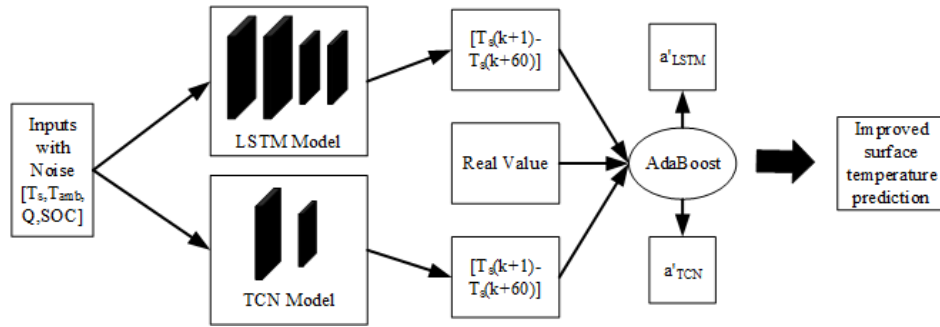 Inputs
with
Noise
[Tₛ,Tₐₘb,
Q,SOC]
LSTM Model
TCN Model
[Tₛ(k+1)-
Tₛ(k+60)]
Real Value
[Tₛ(k+1)-
Tₛ(k+60)]
a'LSTM
AdaBoost
a'TCN
Improved
surface
temperature
prediction